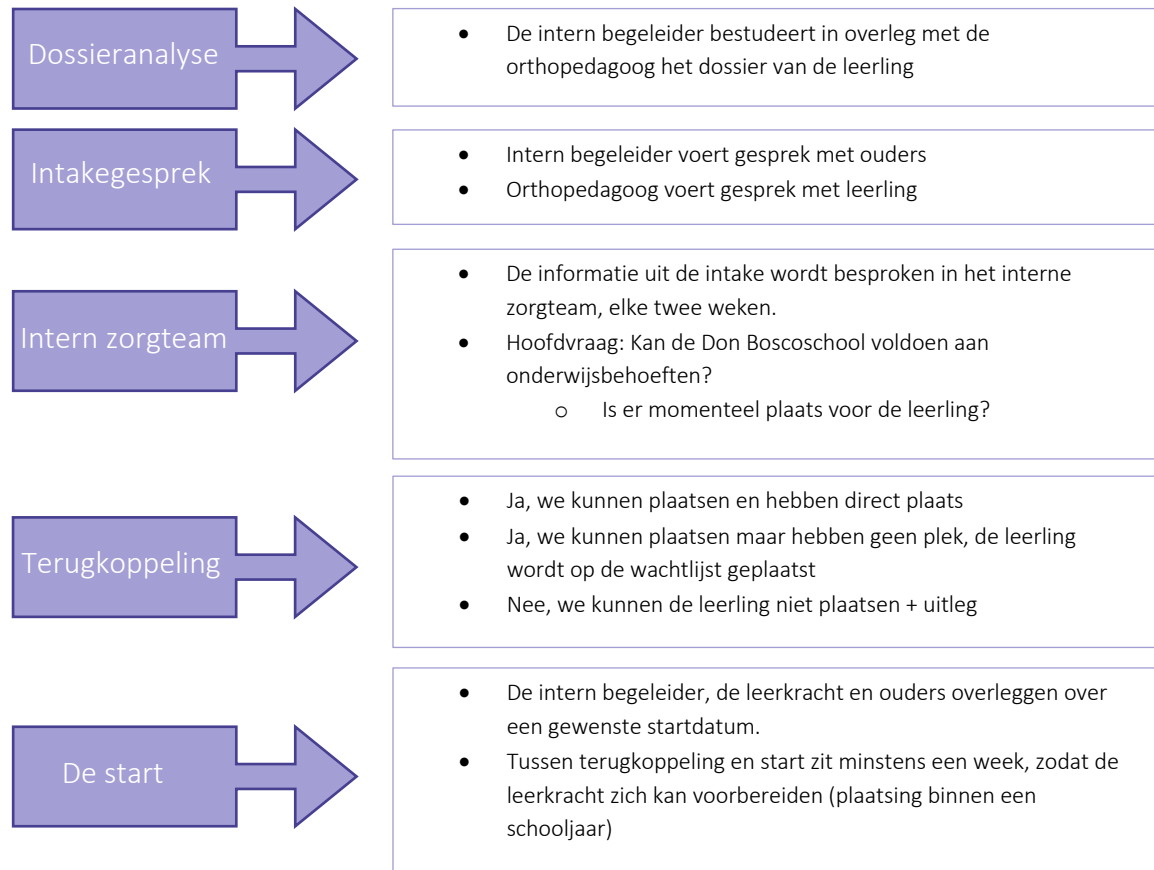 Dossieranalyse
• De intern begeleider bestudeert in overleg met de
orthopedagoog het dossier van de leerling
Intakegesprek
• Intern begeleider voert gesprek met ouders
• Orthopedagoog voert gesprek met leerling
Intern zorgteam
• De informatie uit de intake wordt besproken in het interne
zorgteam, elke twee weken.
• Hoofdvraag: Kan de Don Boscoschool voldoen aan
onderwijsbehoeften?
o Is er momenteel plaats voor de leerling?
Terugkoppeling
• Ja, we kunnen plaatsen en hebben direct plaats
• Ja, we kunnen plaatsen maar hebben geen plek, de leerling
wordt op de wachtlijst geplaatst
• Nee, we kunnen de leerling niet plaatsen + uitleg
De start
• De intern begeleider, de leerkracht en ouders overleggen over
een gewenste startdatum.
• Tussen terugkoppeling en start zit minstens een week, zodat de
leerkracht zich kan voorbereiden (plaatsing binnen een
schooljaar)